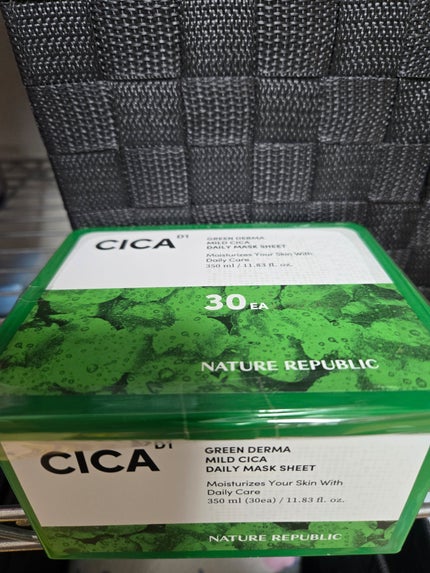 CICA D1
GREEN DERMA
MILD CICA
DAILY MASK SHEET
Moisturizes Your Skin With
Daily Care
350 ml / 11.83 fl. oz.
30 EA
NATURE REPUBLIC
CICA D1
GREEN DERMA
MILD CICA
DAILY MASK SHEET
Moisturizes Your Skin With
Daily Care
350 ml (30ea) / 11.83 fl. oz.
NATURE REPUBLIC